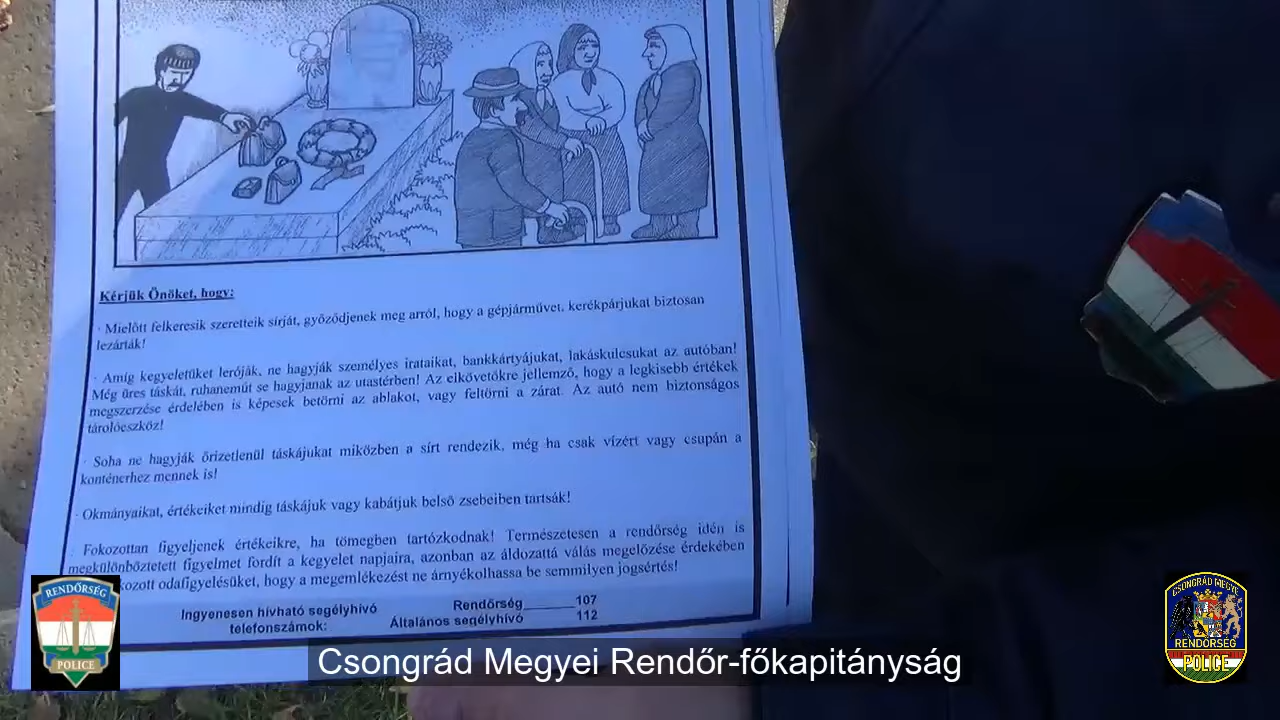 Kérjük Önöket, hogy:
· Mielőtt felkeresik szeretteik sírját, győződjenek meg arról, hogy a gépjárművet, kerékpárjukat biztosan
lezárták!
· Amíg kegyeletüket leróják, ne hagyják személyes irataikat, bankkártyájukat, lakáskulcsukat az autóban!
Még üres táskát, ruhaneműt se hagyjanak az utastérben! Az elkövetőkre jellemző, hogy a legkisebb értékek
megszerzése érdekében is képesek betörni az ablakot, vagy feltörni a zárat. Az autó nem biztonságos
tárolóeszköz!
· Soha ne hagyják őrizetlenül táskájukat miközben a sírt rendezik, még ha csak vízért vagy csupán a
konténerhez mennek is!
· Okmányaikat, értékeiket mindig táskájuk vagy kabátjuk belső zsebeiben tartsák!
· Fokozottan figyeljenek értékeikre, ha tömegben tartózkodnak! Természetesen a rendőrség idén is
megkülönböztetett figyelmet fordít a kegyelet napjaira, azonban az áldozattá válás megelőzése érdekében
kozott odafigyelésüket, hogy a megemlékezést ne árnyékolhassa be semmilyen jogsértés!
Ingyenesen hívható segélyhívó telefonszámok:
Rendőrség______107
Általános segélyhívó 112
RENDŐRSÉG
POLICE
Csongrád Megyei Rendőr-főkapitányság
CSONGRÁD MEGYE
RENDŐRSÉG
POLICE